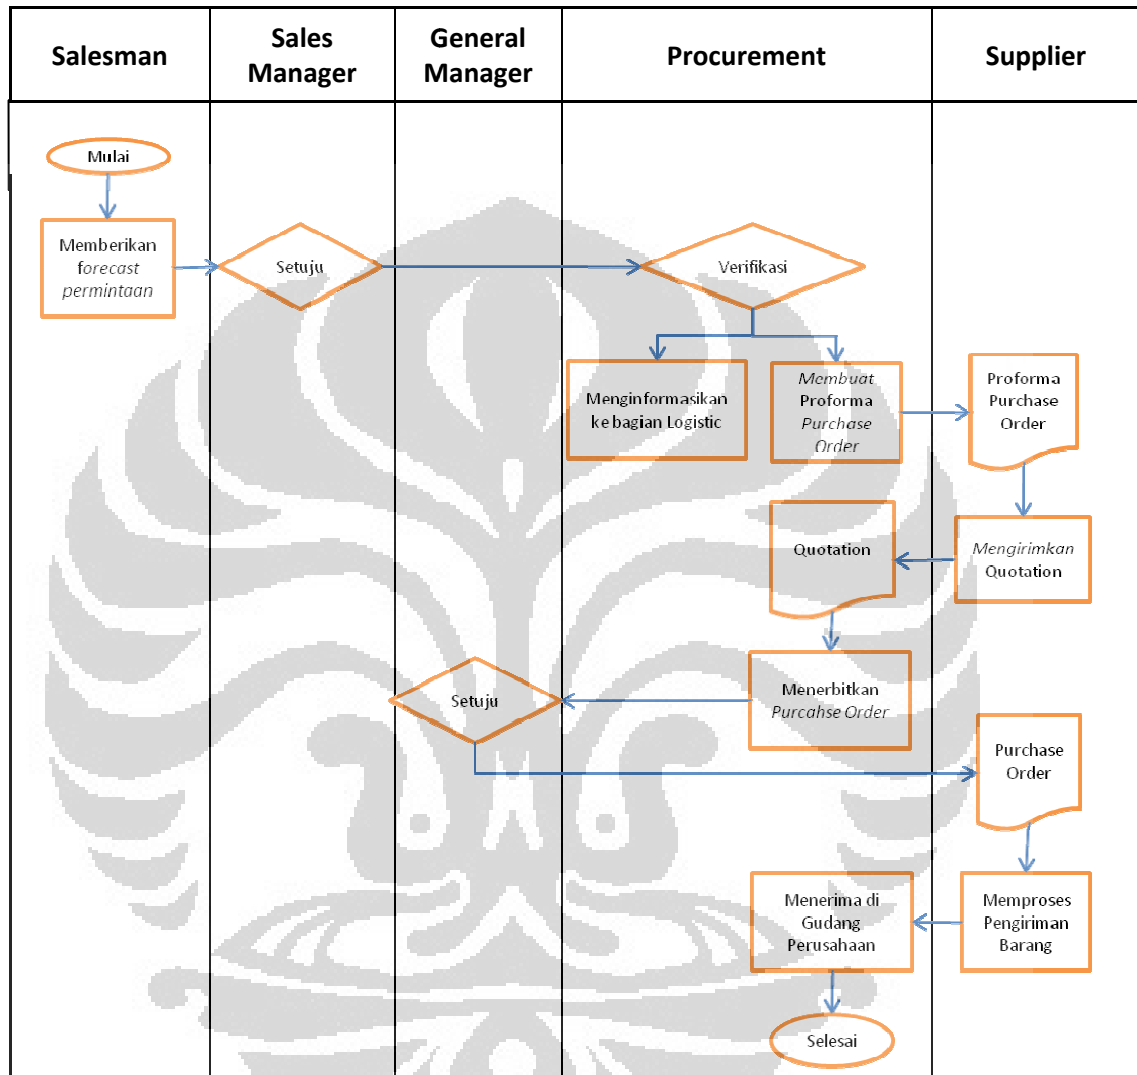 Salesman
Sales
Manager
General
Manager
Procurement
Supplier
Mulai
Memberikan
forecast
permintaan
Setuju
Verifikasi
Menginformasikan
ke bagian Logistic
Membuat
Proforma
Purchase
Order
Proforma
Purchase
Order
Quotation
Mengirimkan
Quotation
Setuju
Menerbitkan
Purcahse Order
Purchase
Order
Menerima di
Gudang
Perusahaan
Memproses
Pengiriman
Barang
Selesai